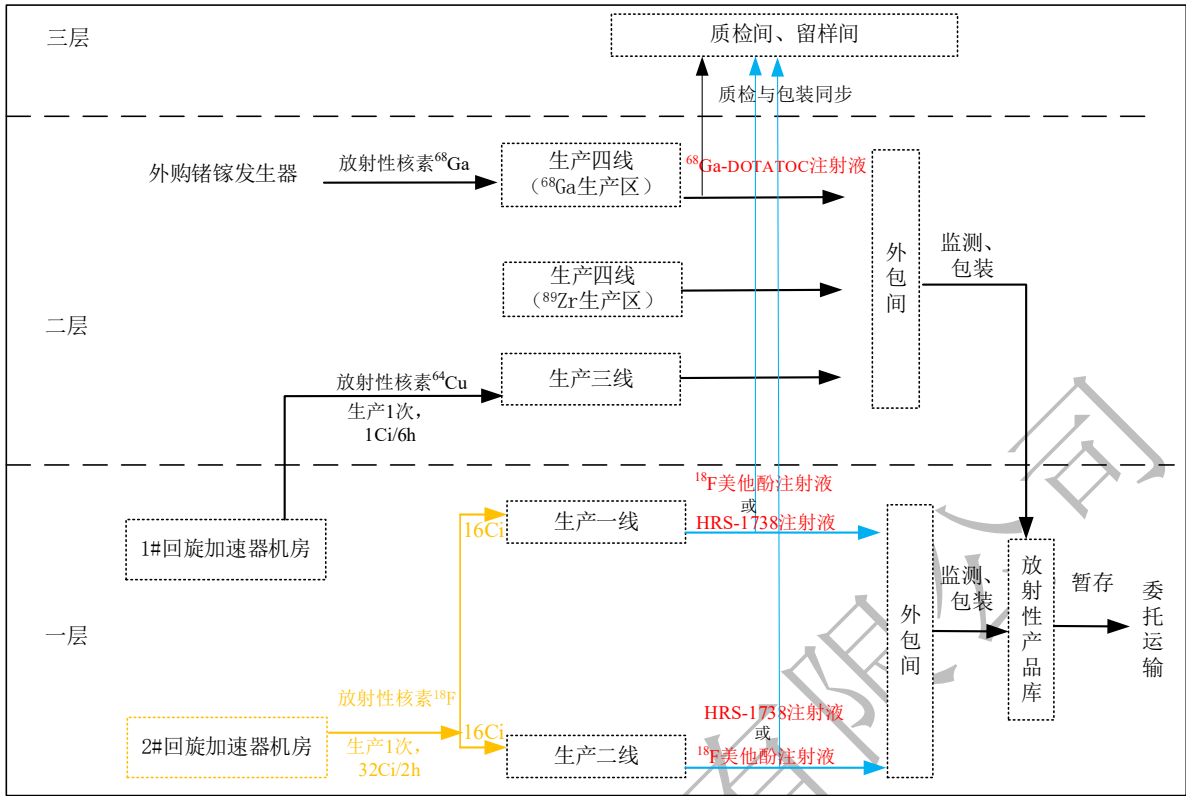 三层
质检间、留样间
质检与包装同步
外购锗镓发生器
放射性核素⁶⁸Ga
生产四线
（⁶⁸Ga生产区）
⁶⁸Ga-DOTATOC注射液
生产四线
（⁸⁹Zr生产区）
外包间
监测、
包装
二层
放射性核素⁶⁴Cu
生产1次，
1Ci/6h
生产三线
1#回旋加速器机房
16Ci
生产一线
¹⁸F美他酚注射液
或
HRS-1738注射液
一层
外包间
监测、
包装
放射性产品库
暂存
委托运输
2#回旋加速器机房
放射性核素¹⁸F
生产1次，
32Ci/2h
16Ci
生产二线
HRS-1738注射液
或
¹⁸F美他酚注射液
有限公司